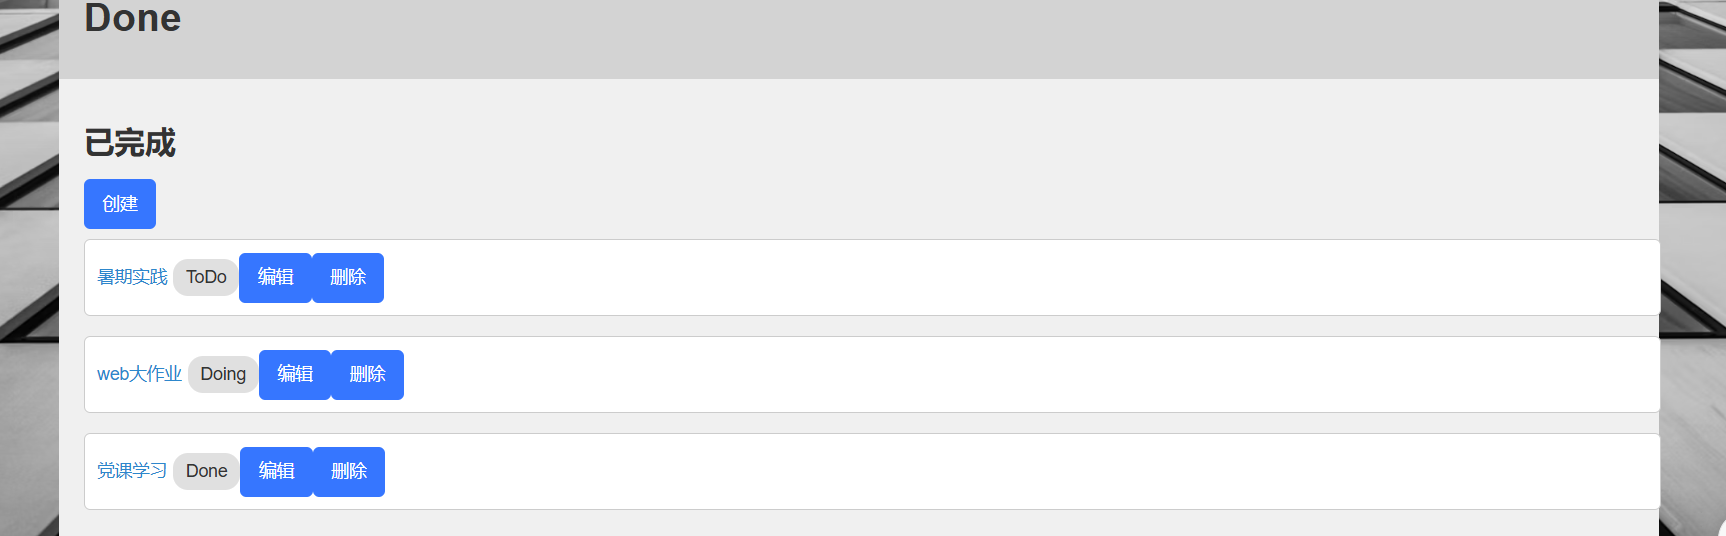 Done
已完成
创建
暑期实践 ToDo 编辑 删除
web大作业 Doing 编辑 删除
党课学习 Done 编辑 删除